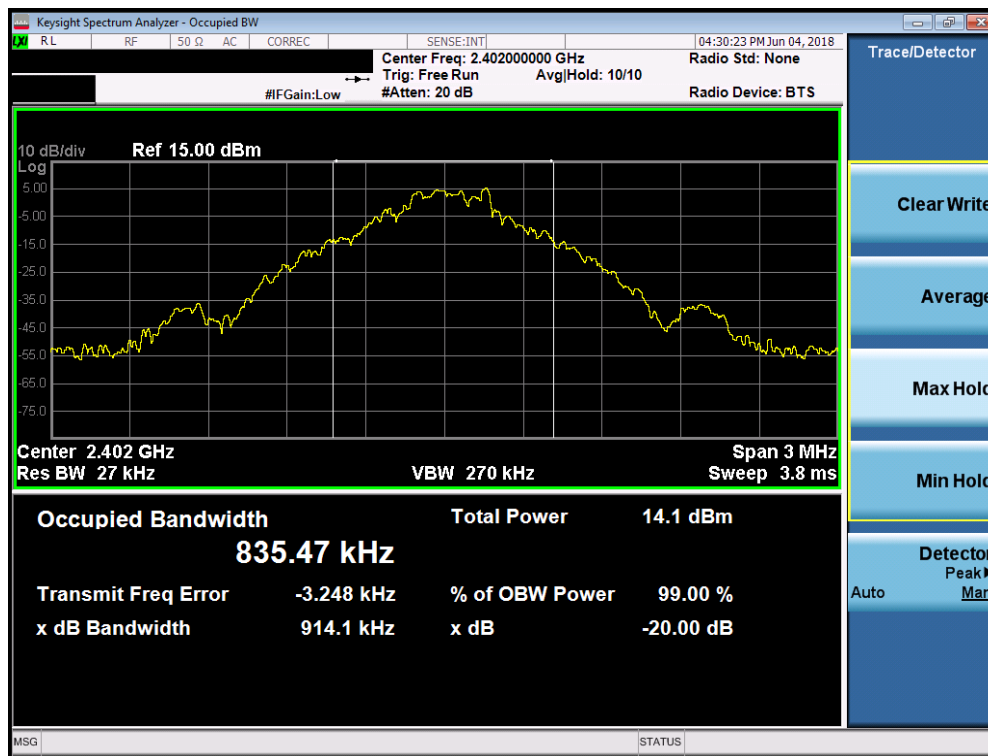 Keysight Spectrum Analyzer - Occupied BW
LXI RL RF 50 Ω AC CORREC SENSE:INT 04:30:23 PM Jun 04, 2018
Center Freq: 2.402000000 GHz Radio Std: None
Trig: Free Run Avg|Hold: 10/10
#IFGain:Low #Atten: 20 dB Radio Device: BTS
Trace/Detector
10 dB/div Ref 15.00 dBm
Log
5.00
-5.00
-15.0
-25.0
-35.0
-45.0
-55.0
-65.0
-75.0
Center 2.402 GHz Span 3 MHz
Res BW 27 kHz VBW 270 kHz Sweep 3.8 ms
Clear Write
Average
Max Hold
Min Hold
Detector
Peak
Auto Man
Occupied Bandwidth Total Power 14.1 dBm
835.47 kHz
Transmit Freq Error -3.248 kHz % of OBW Power 99.00 %
x dB Bandwidth 914.1 kHz x dB -20.00 dB
MSG STATUS